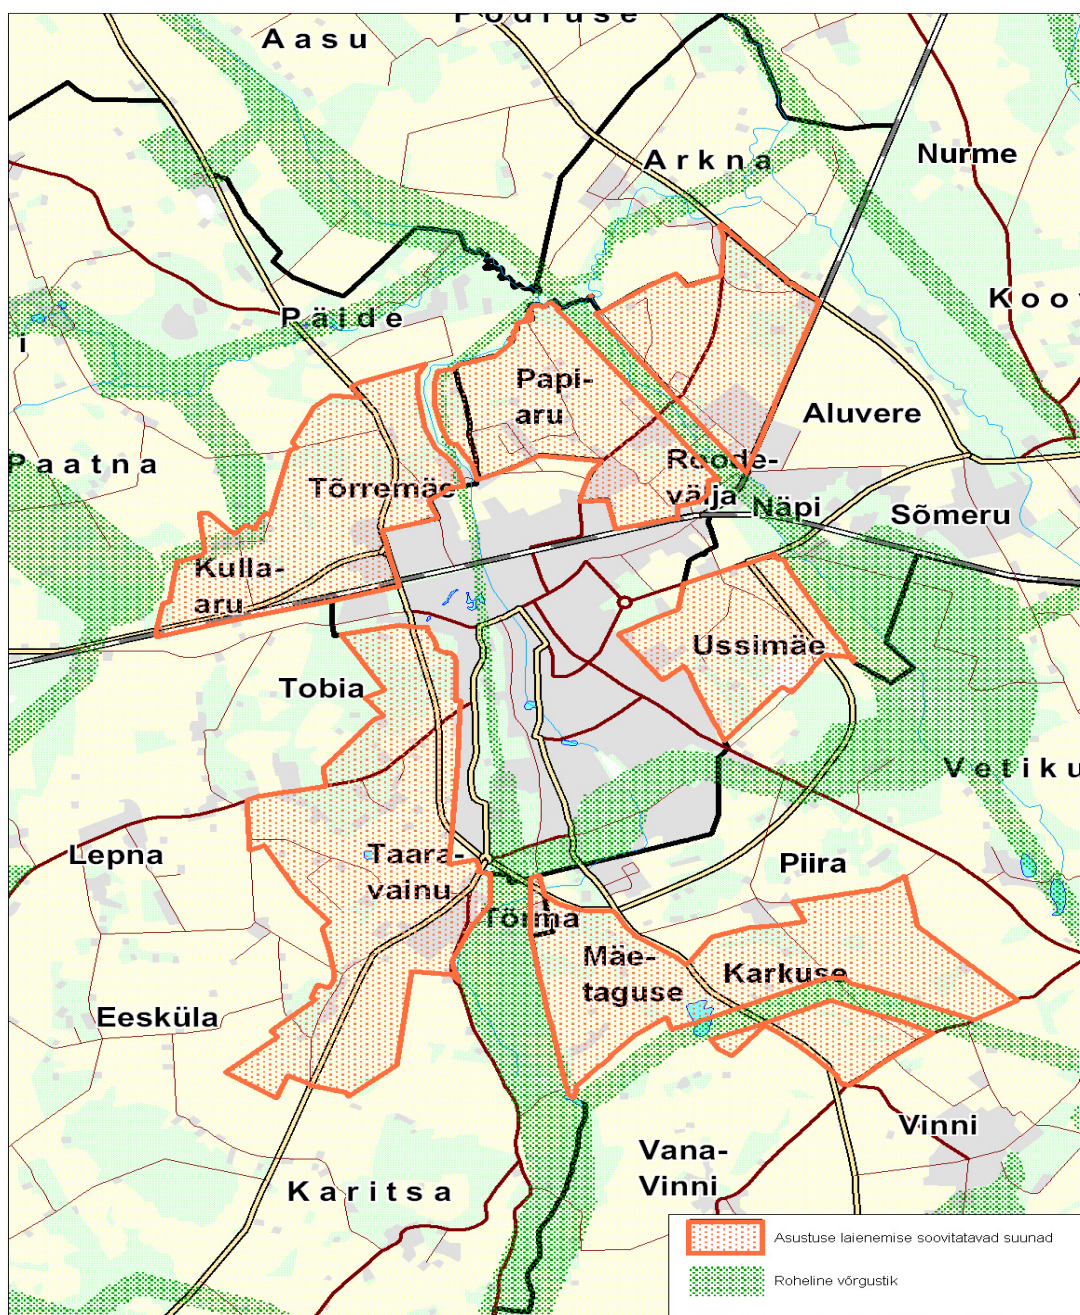 Põdruse
Aasu
Arkna
Nurme
Päide
i
Papi-
aru
Aluvere
Paatna
Tõrremäe
Roode-
välja
Näpi
Sõmeru
Kulla-
aru
Ussimäe
Tobia
Vetiku
Lepna
Taara-
vainu
Piira
Tõrma
Mäe-
taguse
Karkuse
Eesküla
Vinni
Vana-
Vinni
Karitsa
Asustuse laienemise soovitatavad suunad
Roheline võrgustik